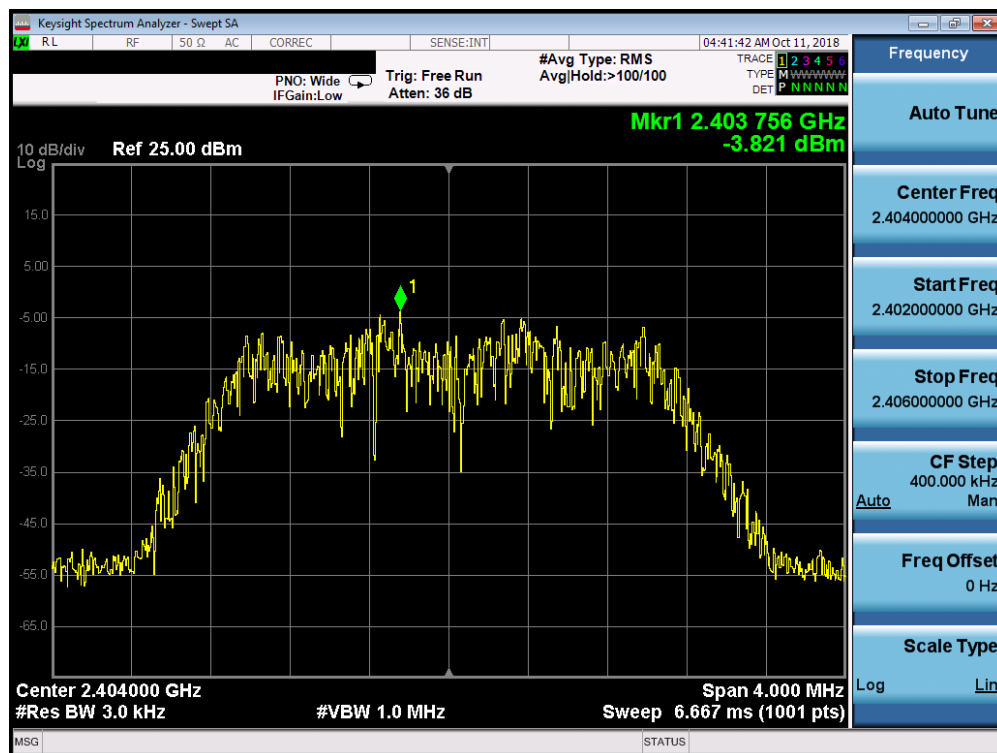 Keysight Spectrum Analyzer - Swept SA
LXI RL RF 50 Ω AC CORREC SENSE:INT 04:41:42 AM Oct 11, 2018
PNO: Wide Trig: Free Run #Avg Type: RMS TRACE 1 2 3 4 5 6
IFGain:Low Atten: 36 dB Avg|Hold:>100/100 TYPE M W W W W W
DET P N N N N N
Mkr1 2.403 756 GHz
-3.821 dBm
10 dB/div Ref 25.00 dBm
Log
1
15.0
5.00
-5.00
-15.0
-25.0
-35.0
-45.0
-55.0
-65.0
Center 2.404000 GHz Span 4.000 MHz
#Res BW 3.0 kHz #VBW 1.0 MHz Sweep 6.667 ms (1001 pts)
MSG STATUS
Frequency
Auto Tune
Center Freq
2.404000000 GHz
Start Freq
2.402000000 GHz
Stop Freq
2.406000000 GHz
CF Step
400.000 kHz
Auto Man
Freq Offset
0 Hz
Scale Type
Log Lin